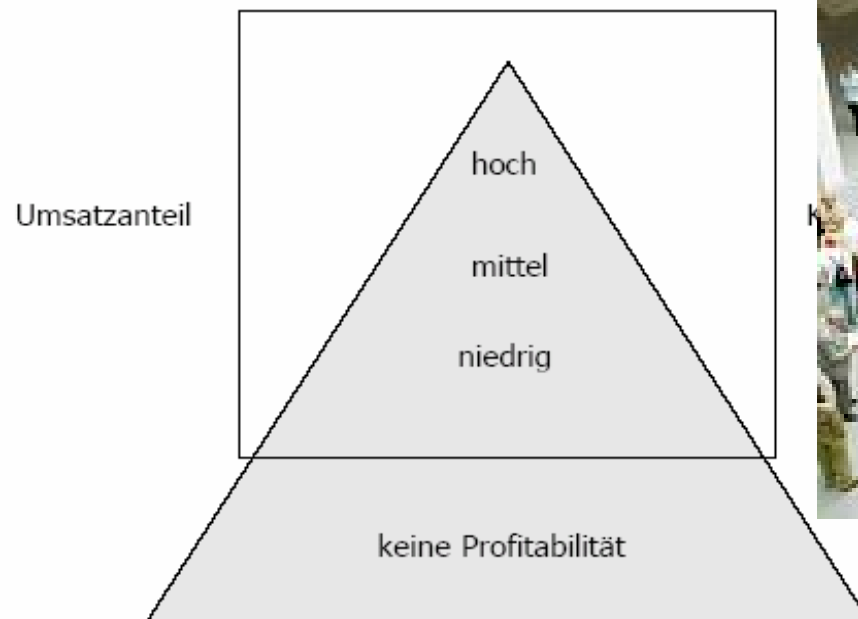 hoch
Umsatzanteil
mittel
niedrig
keine Profitabilität